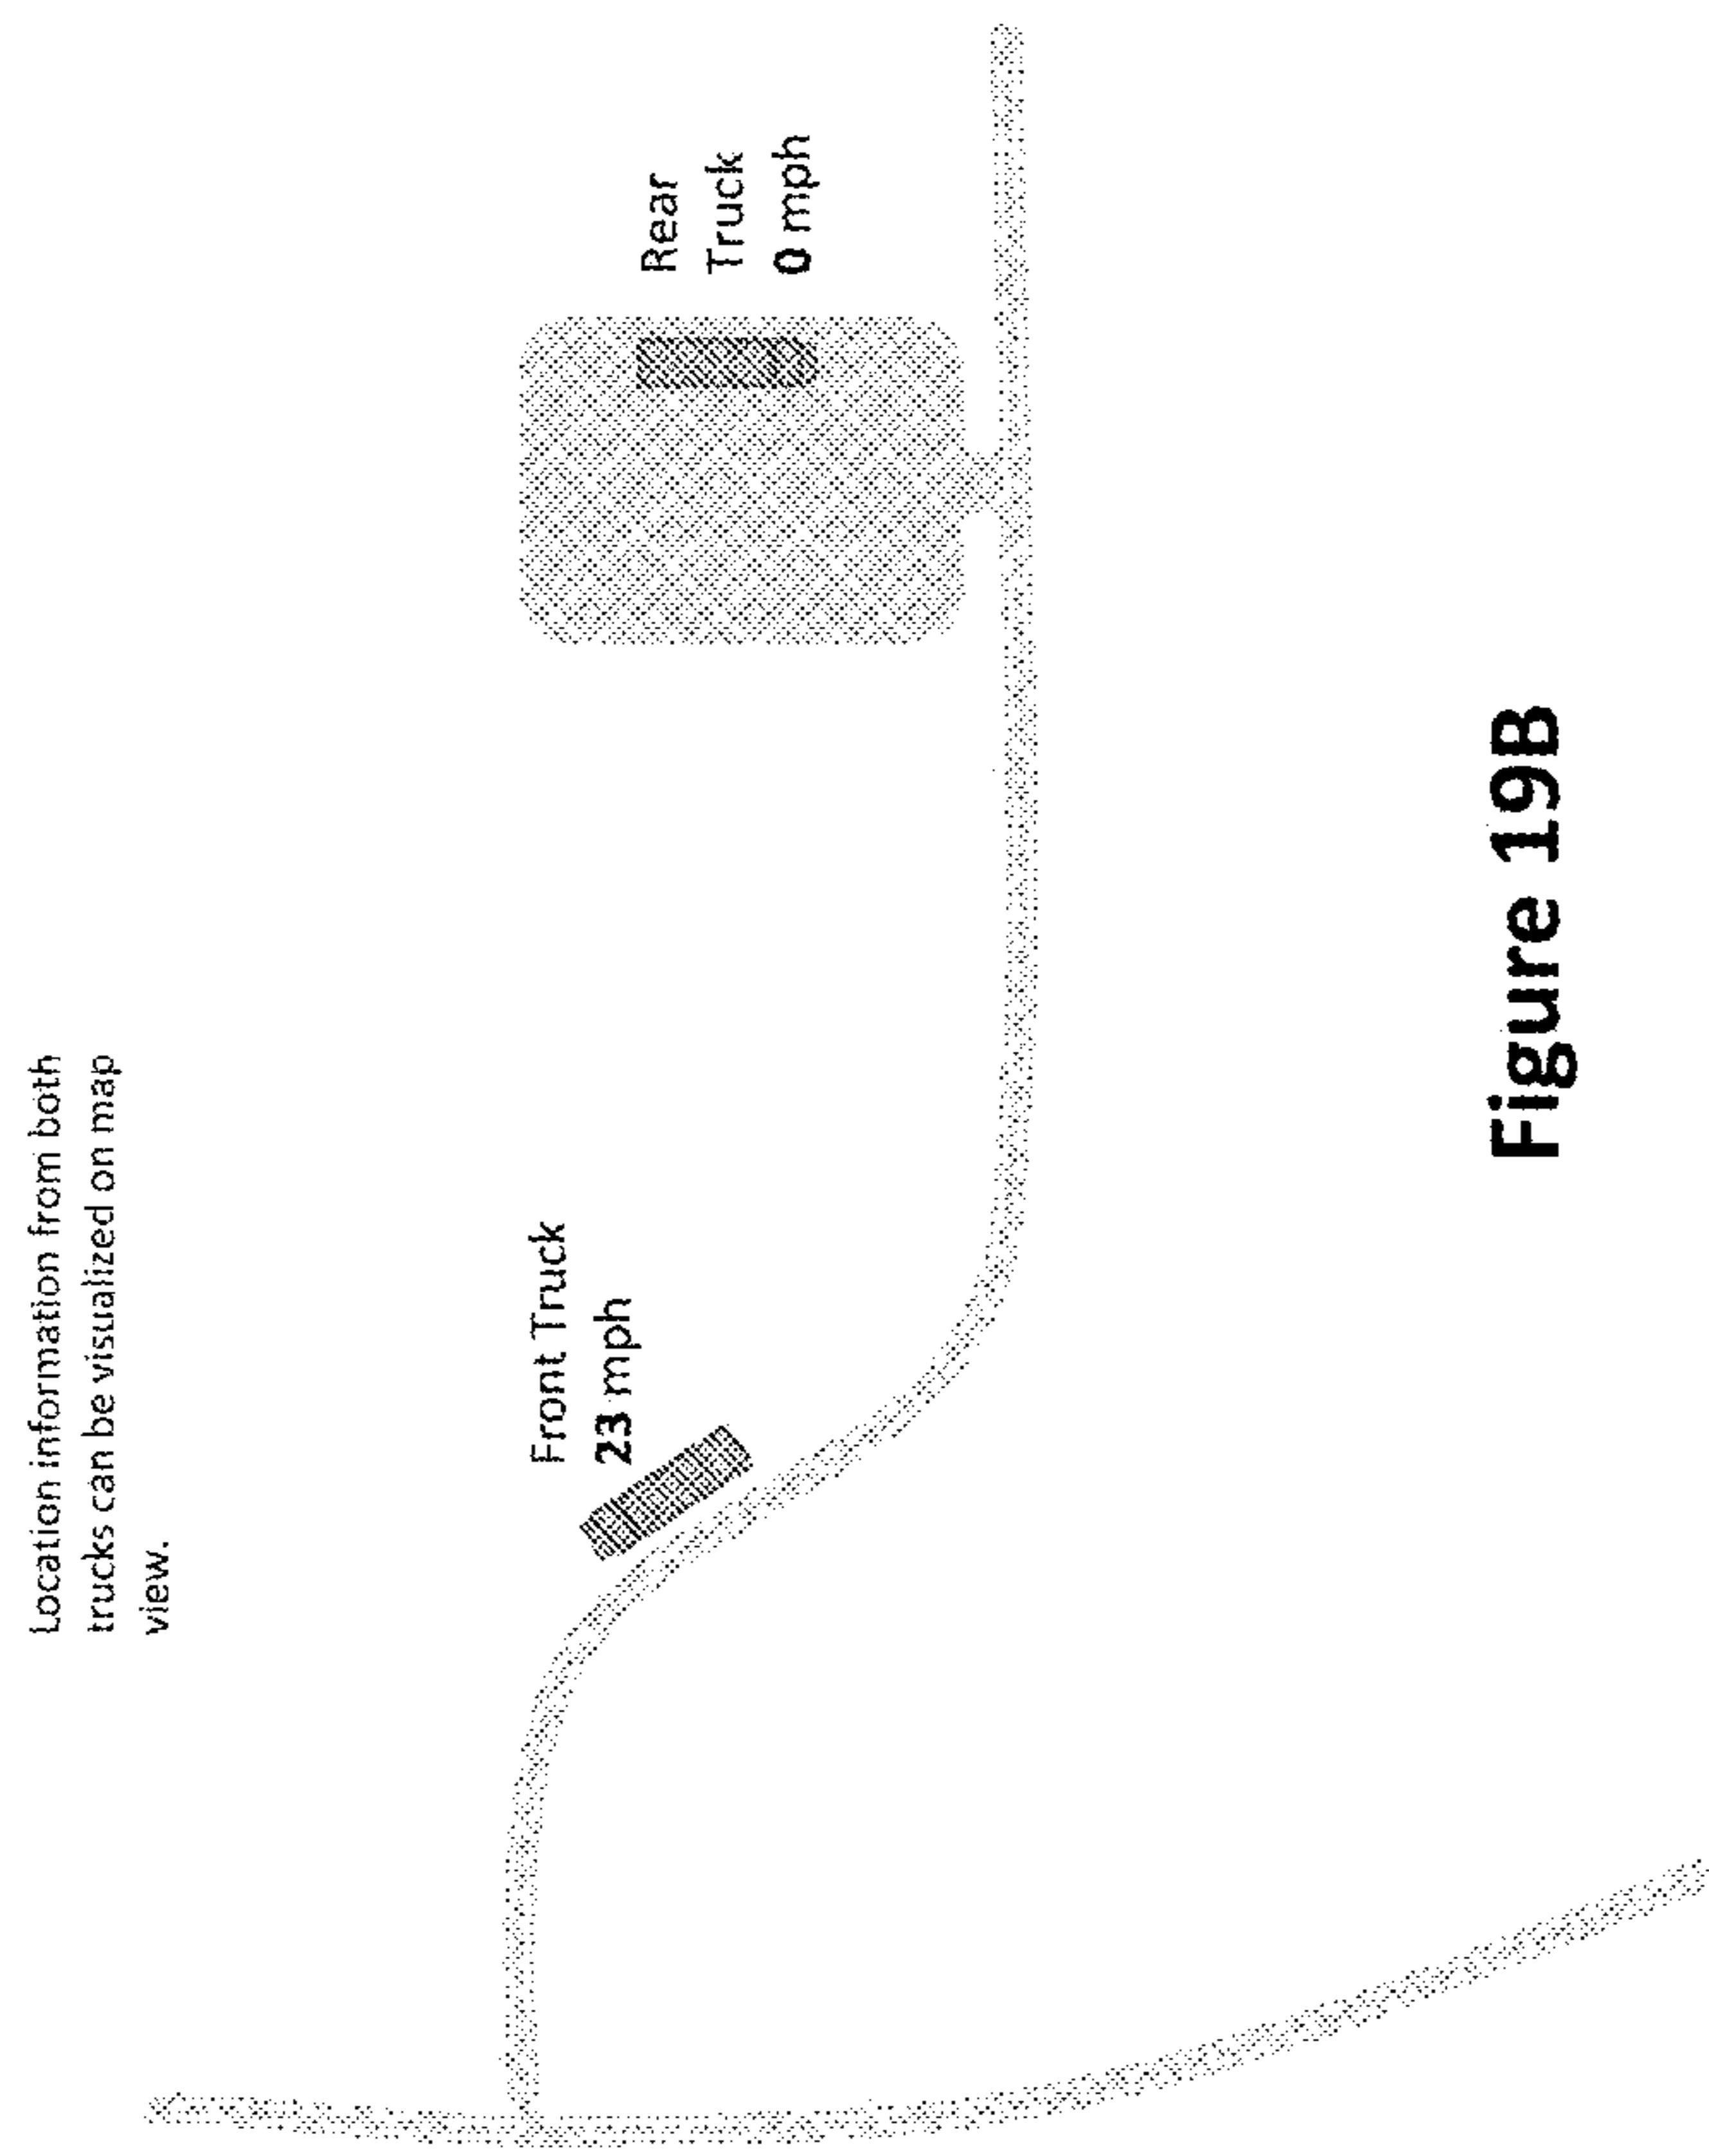 Location information from both
trucks can be visualized on map
view.
Front Truck
23 mph
Rear
Truck
0 mph
Figure 19B